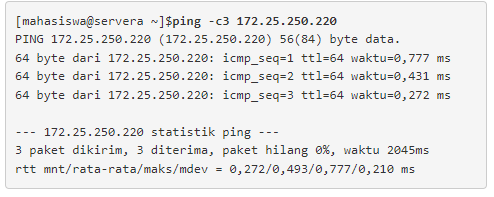 [mahasiswa@servera ~]$ping -c3 172.25.250.220
PING 172.25.250.220 (172.25.250.220) 56(84) byte data.
64 byte dari 172.25.250.220: icmp_seq=1 ttl=64 waktu=0,777 ms
64 byte dari 172.25.250.220: icmp_seq=2 ttl=64 waktu=0,431 ms
64 byte dari 172.25.250.220: icmp_seq=3 ttl=64 waktu=0,272 ms

--- 172.25.250.220 statistik ping ---
3 paket dikirim, 3 diterima, paket hilang 0%, waktu 2045ms
rtt mnt/rata-rata/maks/mdev = 0,272/0,493/0,777/0,210 ms